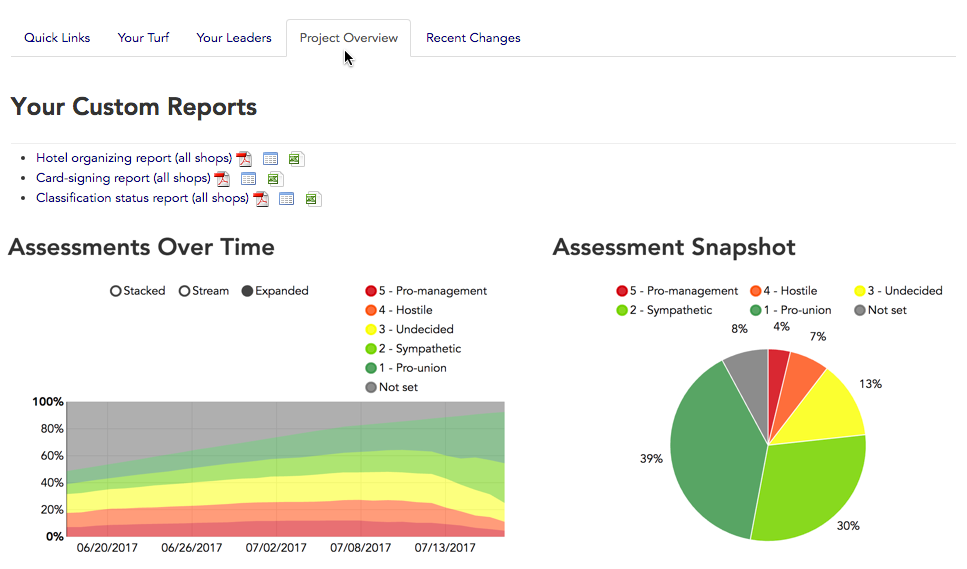 Quick Links Your Turf Your Leaders Project Overview Recent Changes
Your Custom Reports
Hotel organizing report (all shops)
Card-signing report (all shops)
Classification status report (all shops)
Assessments Over Time
Stacked Stream Expanded
5 - Pro-management
4 - Hostile
3 - Undecided
2 - Sympathetic
1 - Pro-union
Not set
100%
80%
60%
40%
20%
0%
06/20/2017 06/26/2017 07/02/2017 07/08/2017 07/13/2017
Assessment Snapshot
5 - Pro-management 4 - Hostile 3 - Undecided
2 - Sympathetic 1 - Pro-union Not set
8% 4%
7%
13%
39%
30%